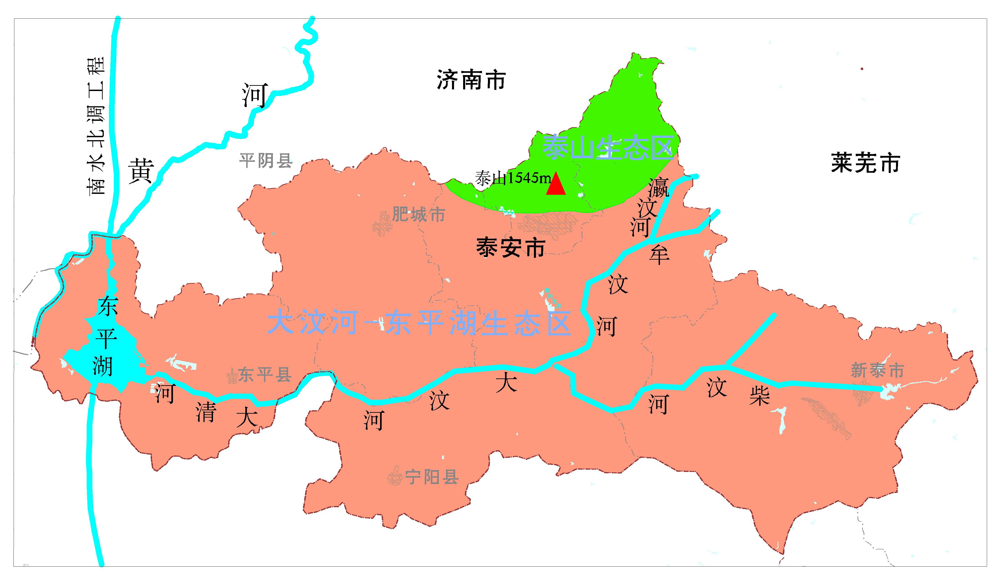 南水北调工程
黄河
济南市
莱芜市
平阴县
泰山生态区
泰山1545m
肥城市
泰安市
瀛汶河
牟汶河
东平湖
大汶河-东平湖生态区
东平县
新泰市
大汶河
柴汶河
大清河
宁阳县